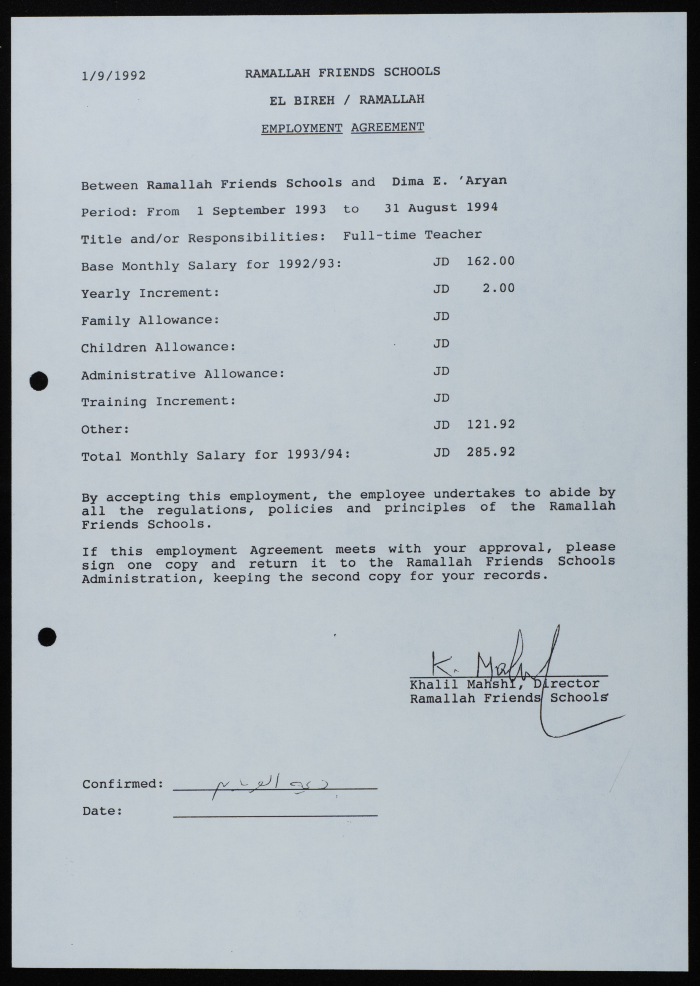 1/9/1992
RAMALLAH FRIENDS SCHOOLS
EL BIREH / RAMALLAH
EMPLOYMENT AGREEMENT
Between Ramallah Friends Schools and Dima E. 'Aryan
Period: From 1 September 1993 to 31 August 1994
Title and/or Responsibilities: Full-time Teacher
Base Monthly Salary for 1992/93: JD 162.00
Yearly Increment: JD 2.00
Family Allowance: JD
Children Allowance: JD
Administrative Allowance: JD
Training Increment: JD
Other: JD 121.92
Total Monthly Salary for 1993/94: JD 285.92
By accepting this employment, the employee undertakes to abide by
all the regulations, policies and principles of the Ramallah
Friends Schools.
If this employment Agreement meets with your approval, please
sign one copy and return it to the Ramallah Friends Schools
Administration, keeping the second copy for your records.
K. Mahshi
Khalil Mahshi, Director
Ramallah Friends Schools
Confirmed:
Date: